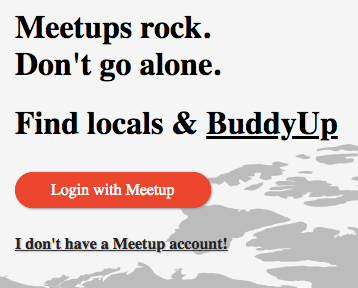 Meetups rock.
Don't go alone.
Find locals & BuddyUp
Login with Meetup
I don't have a Meetup account!